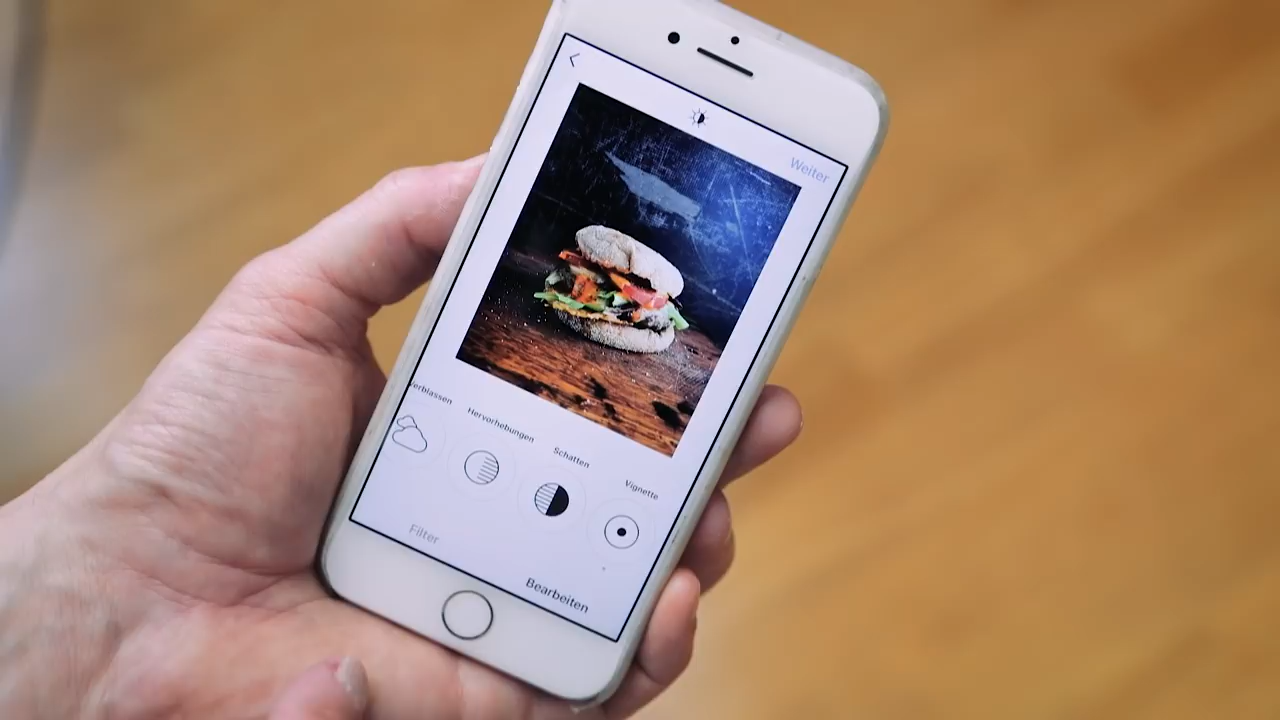 Weiter
Verblassen
Hervorhebungen
Schatten
Vignette
Filter
Bearbeiten